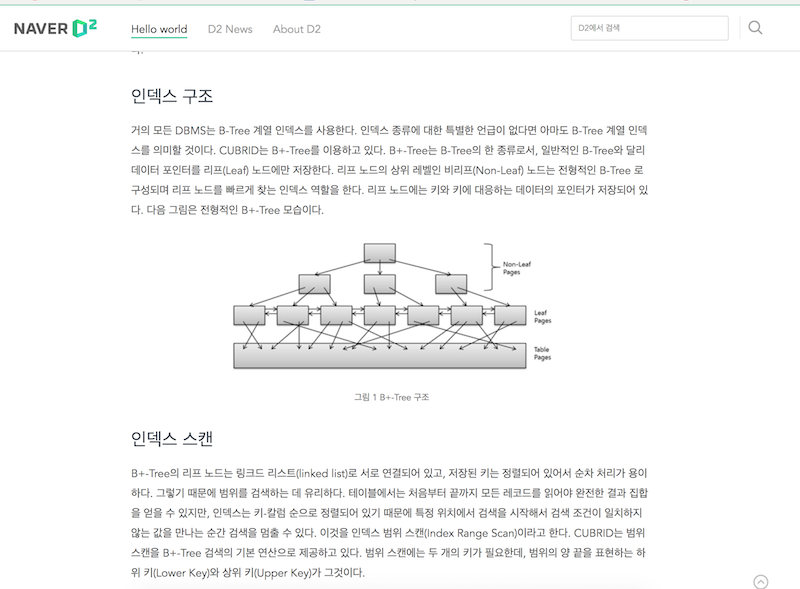 NAVER D2
Hello world
D2 News
About D2
D2에서 검색
다.
인덱스 구조
거의 모든 DBMS는 B-Tree 계열 인덱스를 사용한다. 인덱스 종류에 대한 특별한 언급이 없다면 아마도 B-Tree 계열 인덱
스를 의미할 것이다. CUBRID는 B+-Tree를 이용하고 있다. B+-Tree는 B-Tree의 한 종류로서, 일반적인 B-Tree와 달리
데이터 포인터를 리프(Leaf) 노드에만 저장한다. 리프 노드의 상위 레벨인 비리프(Non-Leaf) 노드는 전형적인 B-Tree 로
구성되며 리프 노드를 빠르게 찾는 인덱스 역할을 한다. 리프 노드에는 키와 키에 대응하는 데이터의 포인터가 저장되어 있
다. 다음 그림은 전형적인 B+-Tree 모습이다.
Non-Leaf
Pages
Leaf
Pages
Table
Pages
그림 1 B+-Tree 구조
인덱스 스캔
B+-Tree의 리프 노드는 링크드 리스트(linked list)로 서로 연결되어 있고, 저장된 키는 정렬되어 있어서 순차 처리가 용이
하다. 그렇기 때문에 범위를 검색하는 데 유리하다. 테이블에서는 처음부터 끝까지 모든 레코드를 읽어야 완전한 결과 집합
을 얻을 수 있지만, 인덱스는 키-칼럼 순으로 정렬되어 있기 때문에 특정 위치에서 검색을 시작해서 검색 조건이 일치하지
않는 값을 만나는 순간 검색을 멈출 수 있다. 이것을 인덱스 범위 스캔(Index Range Scan)이라고 한다. CUBRID는 범위
스캔을 B+-Tree 검색의 기본 연산으로 제공하고 있다. 범위 스캔에는 두 개의 키가 필요한데, 범위의 양 끝을 표현하는 하
위 키(Lower Key)와 상위 키(Upper Key)가 그것이다.